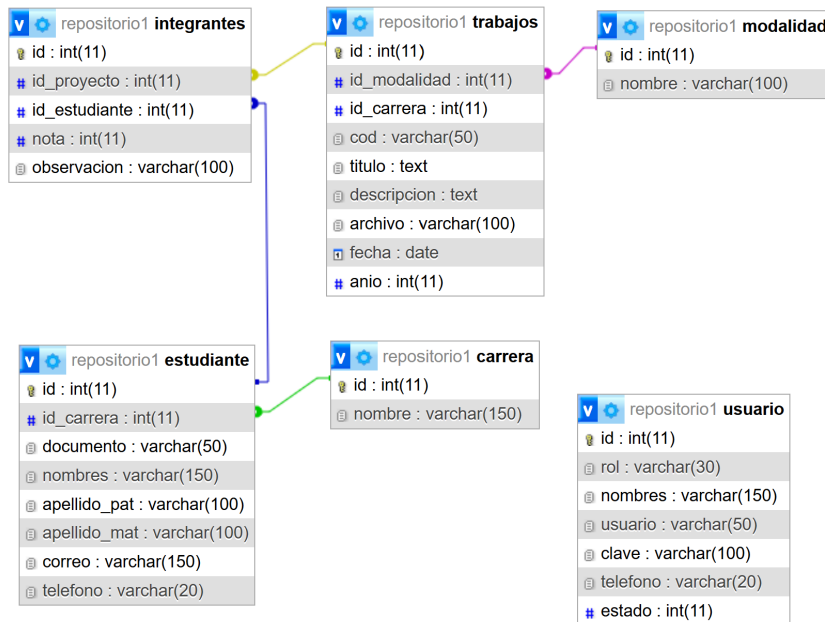 repositorio1 integrantes
id : int(11)
id_proyecto : int(11)
id_estudiante : int(11)
nota : int(11)
observacion : varchar(100)
repositorio1 trabajos
id : int(11)
id_modalidad : int(11)
id_carrera : int(11)
cod : varchar(50)
titulo : text
descripcion : text
archivo : varchar(100)
fecha : date
anio : int(11)
repositorio1 modalidad
id : int(11)
nombre : varchar(100)
repositorio1 estudiante
id : int(11)
id_carrera : int(11)
documento : varchar(50)
nombres : varchar(150)
apellido_pat : varchar(100)
apellido_mat : varchar(100)
correo : varchar(150)
telefono : varchar(20)
repositorio1 carrera
id : int(11)
nombre : varchar(150)
repositorio1 usuario
id : int(11)
rol : varchar(30)
nombres : varchar(150)
usuario : varchar(50)
clave : varchar(100)
telefono : varchar(20)
estado : int(11)